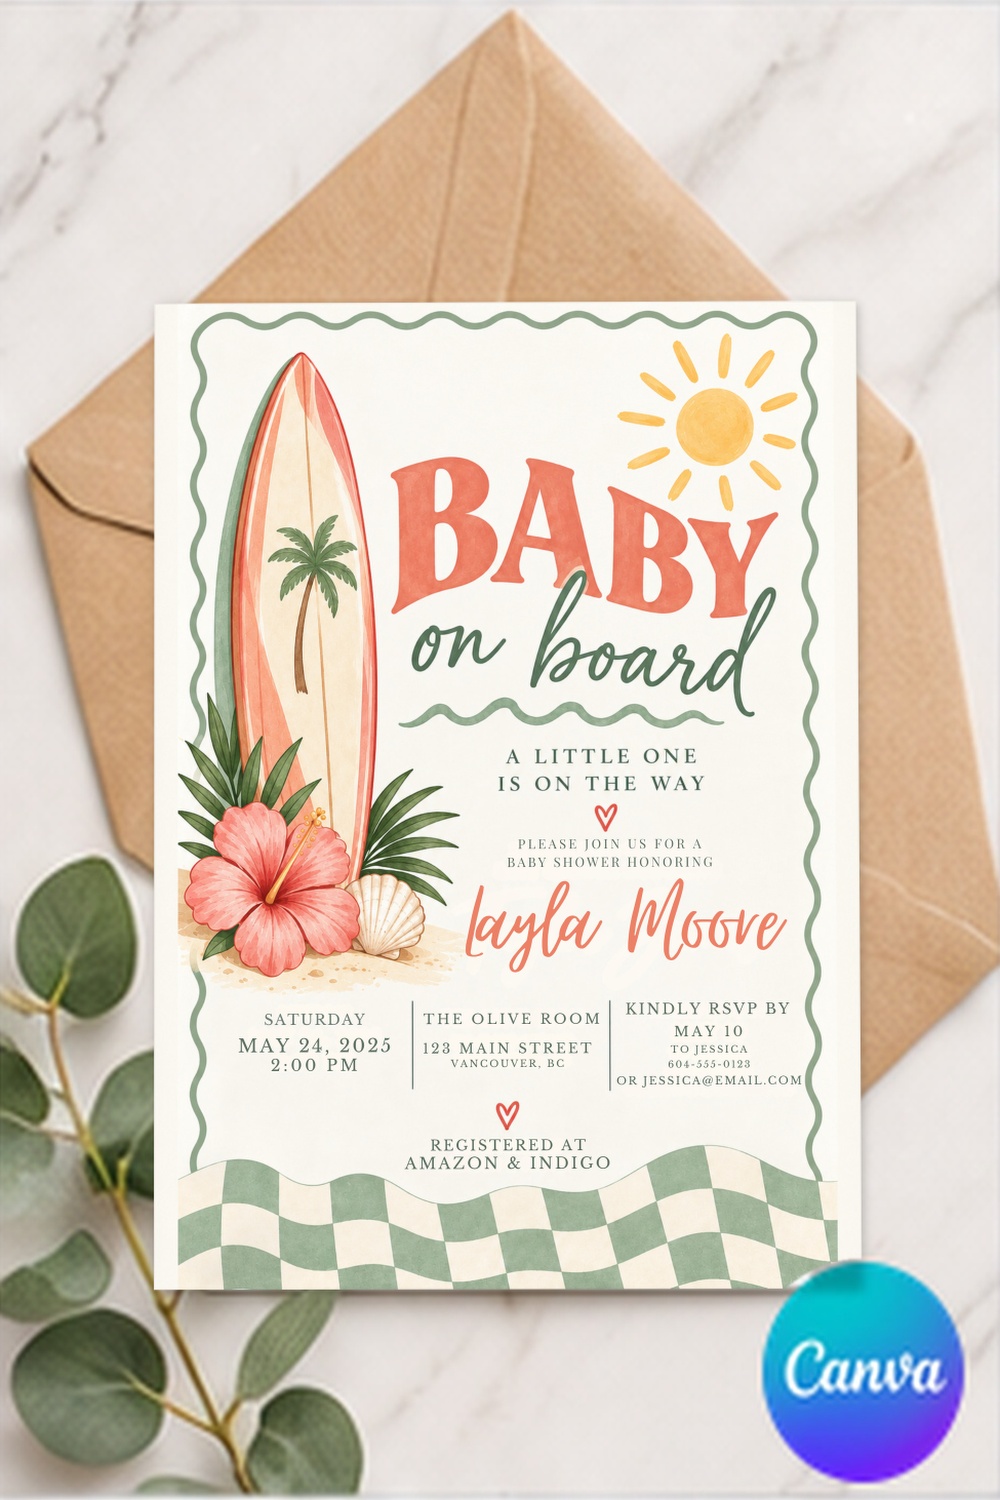 BABY
on board
A LITTLE ONE
IS ON THE WAY
PLEASE JOIN US FOR A
BABY SHOWER HONORING
Layla Moore
SATURDAY
MAY 24, 2025
2:00 PM
THE OLIVE ROOM
123 MAIN STREET
VANCOUVER, BC
KINDLY RSVP BY
MAY 10
TO JESSICA
604-555-0123
OR JESSICA@EMAIL.COM
REGISTERED AT
AMAZON & INDIGO
Canva